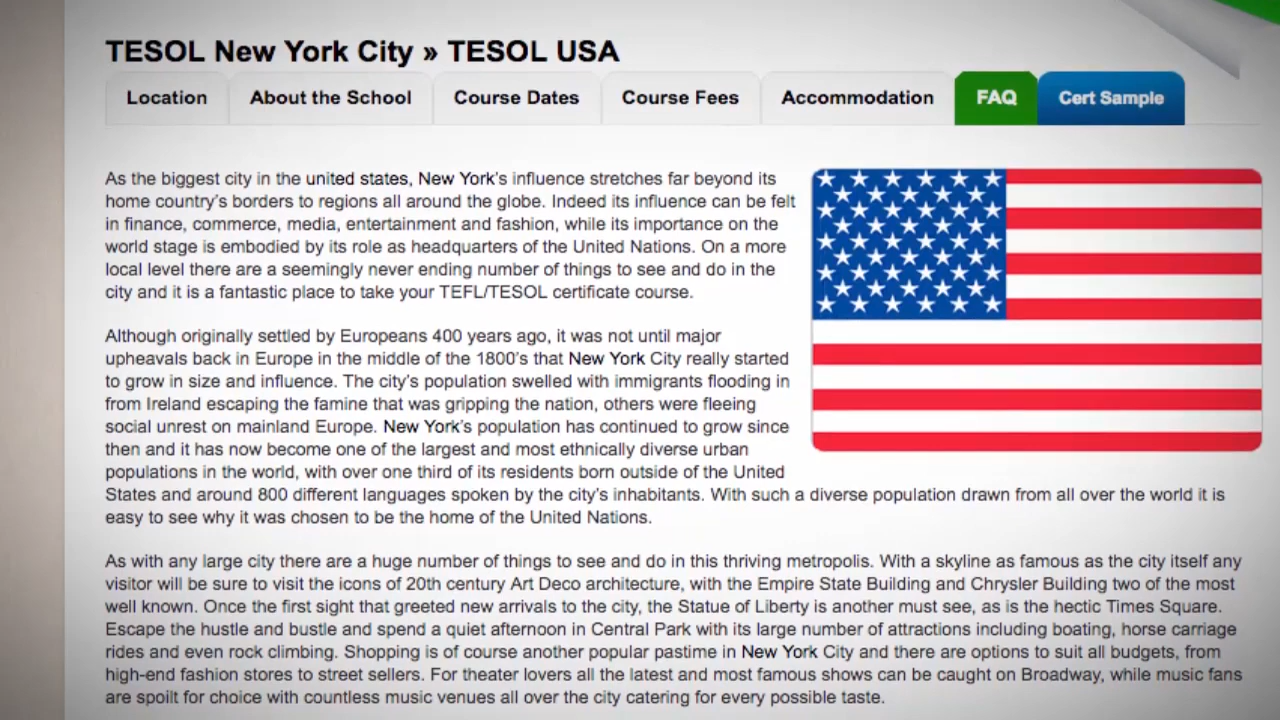 TESOL New York City » TESOL USA
Location About the School Course Dates Course Fees Accommodation FAQ Cert Sample
As the biggest city in the united states, New York's influence stretches far beyond its
home country's borders to regions all around the globe. Indeed its influence can be felt
in finance, commerce, media, entertainment and fashion, while its importance on the
world stage is embodied by its role as headquarters of the United Nations. On a more
local level there are a seemingly never ending number of things to see and do in the
city and it is a fantastic place to take your TEFL/TESOL certificate course.
Although originally settled by Europeans 400 years ago, it was not until major
upheavals back in Europe in the middle of the 1800's that New York City really started
to grow in size and influence. The city's population swelled with immigrants flooding in
from Ireland escaping the famine that was gripping the nation, others were fleeing
social unrest on mainland Europe. New York's population has continued to grow since
then and it has now become one of the largest and most ethnically diverse urban
populations in the world, with over one third of its residents born outside of the United
States and around 800 different languages spoken by the city's inhabitants. With such a diverse population drawn from all over the world it is
easy to see why it was chosen to be the home of the United Nations.
As with any large city there are a huge number of things to see and do in this thriving metropolis. With a skyline as famous as the city itself any
visitor will be sure to visit the icons of 20th century Art Deco architecture, with the Empire State Building and Chrysler Building two of the most
well known. Once the first sight that greeted new arrivals to the city, the Statue of Liberty is another must see, as is the hectic Times Square.
Escape the hustle and bustle and spend a quiet afternoon in Central Park with its large number of attractions including boating, horse carriage
rides and even rock climbing. Shopping is of course another popular pastime in New York City and there are options to suit all budgets, from
high-end fashion stores to street sellers. For theater lovers all the latest and most famous shows can be caught on Broadway, while music fans
are spoilt for choice with countless music venues all over the city catering for every possible taste.